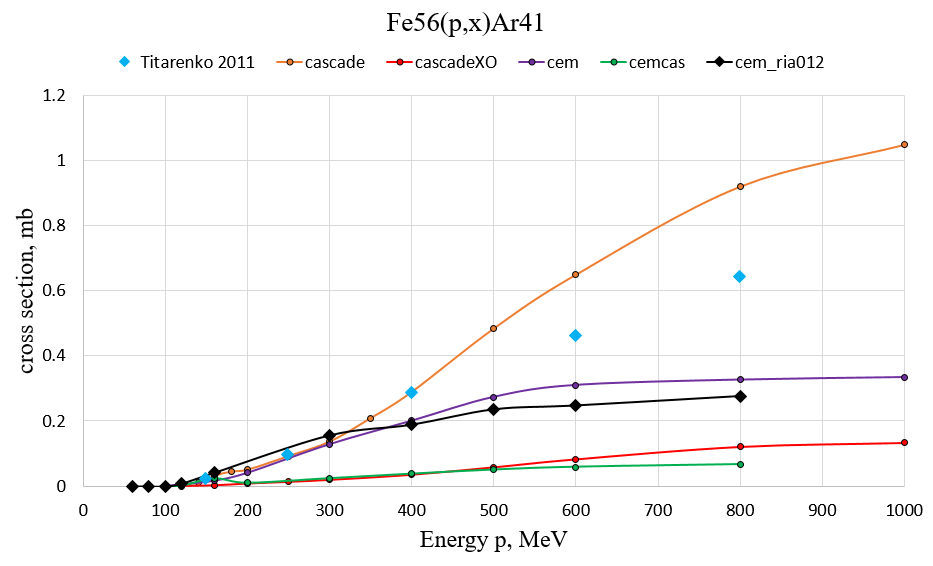 Fe56(p,x)Ar41
Titarenko 2011 cascade cascadeXO cem cemcas cem_ria012
1.2
1
0.8
0.6
0.4
0.2
0
cross section, mb
0 100 200 300 400 500 600 700 800 900 1000
Energy p, MeV